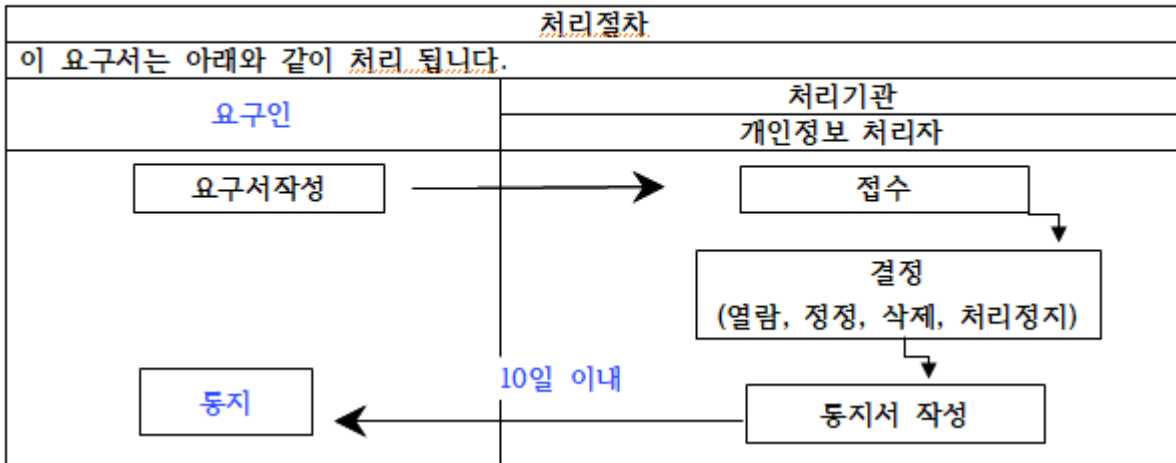 처리절차
이 요구서는 아래와 같이 처리 됩니다.
요구인
처리기관
개인정보 처리자
요구서작성
접수
결정
(열람, 정정, 삭제, 처리정지)
10일 이내
통지
통지서 작성